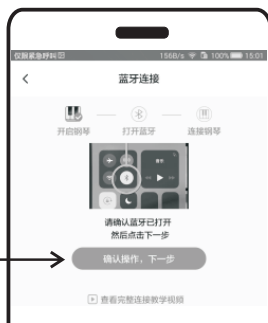 仅限紧急呼叫 156B/s 100% 15:01
蓝牙连接
开启钢琴 打开蓝牙 连接钢琴
请确认蓝牙已打开
然后点击下一步
确认操作，下一步
查看完整连接教学视频